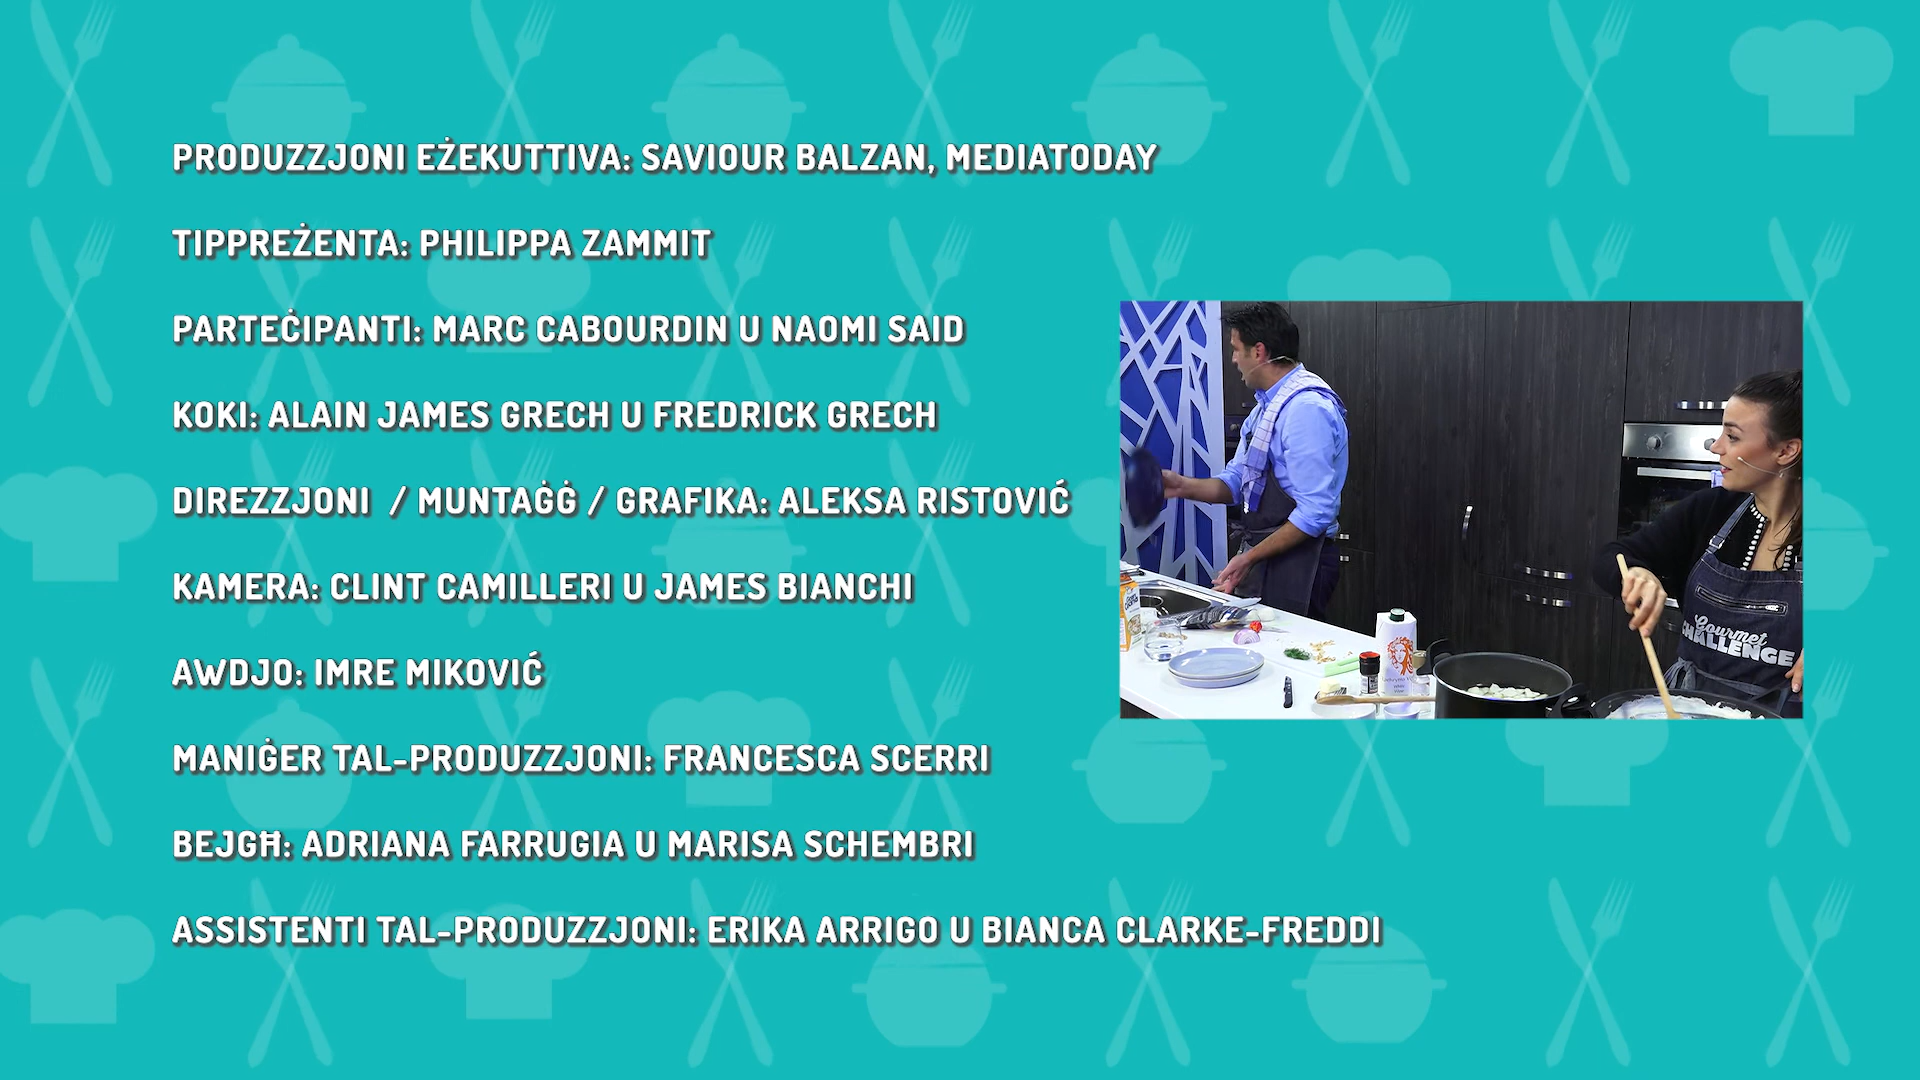 PRODUZZJONI EŻEKUTTIVA: SAVIOUR BALZAN, MEDIATODAY
TIPPREŻENTA: PHILIPPA ZAMMIT
PARTEĊIPANTI: MARC CABOURDIN U NAOMI SAID
KOKI: ALAIN JAMES GRECH U FREDRICK GRECH
DIREZZJONI / MUNTAĠĠ / GRAFIKA: ALEKSA RISTOVIĆ
KAMERA: CLINT CAMILLERI U JAMES BIANCHI
AWDJO: IMRE MIKOVIĆ
MANIĠER TAL-PRODUZZJONI: FRANCESCA SCERRI
BEJGĦ: ADRIANA FARRUGIA U MARISA SCHEMBRI
ASSISTENTI TAL-PRODUZZJONI: ERIKA ARRIGO U BIANCA CLARKE-FREDDI
Gourmet
CHALLENGE